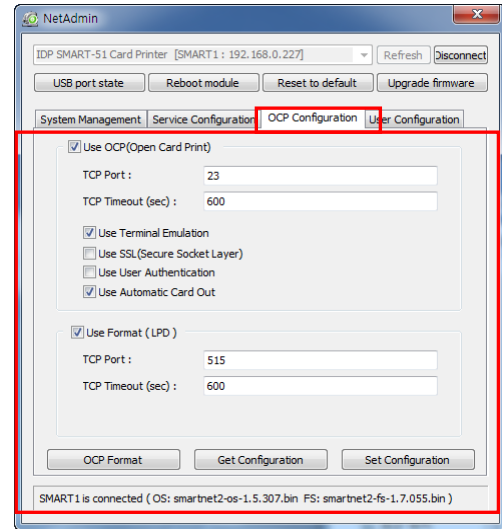 NetAdmin
IDP SMART-51 Card Printer [SMART1 : 192.168.0.227] Refresh Disconnect
USB port state Reboot module Reset to default Upgrade firmware
System Management Service Configuration OCP Configuration User Configuration
Use OCP(Open Card Print)
TCP Port : 23
TCP Timeout (sec) : 600
Use Terminal Emulation
Use SSL(Secure Socket Layer)
Use User Authentication
Use Automatic Card Out
Use Format ( LPD )
TCP Port : 515
TCP Timeout (sec) : 600
OCP Format Get Configuration Set Configuration
SMART1 is connected ( OS: smartnet2-os-1.5.307.bin FS: smartnet2-fs-1.7.055.bin )